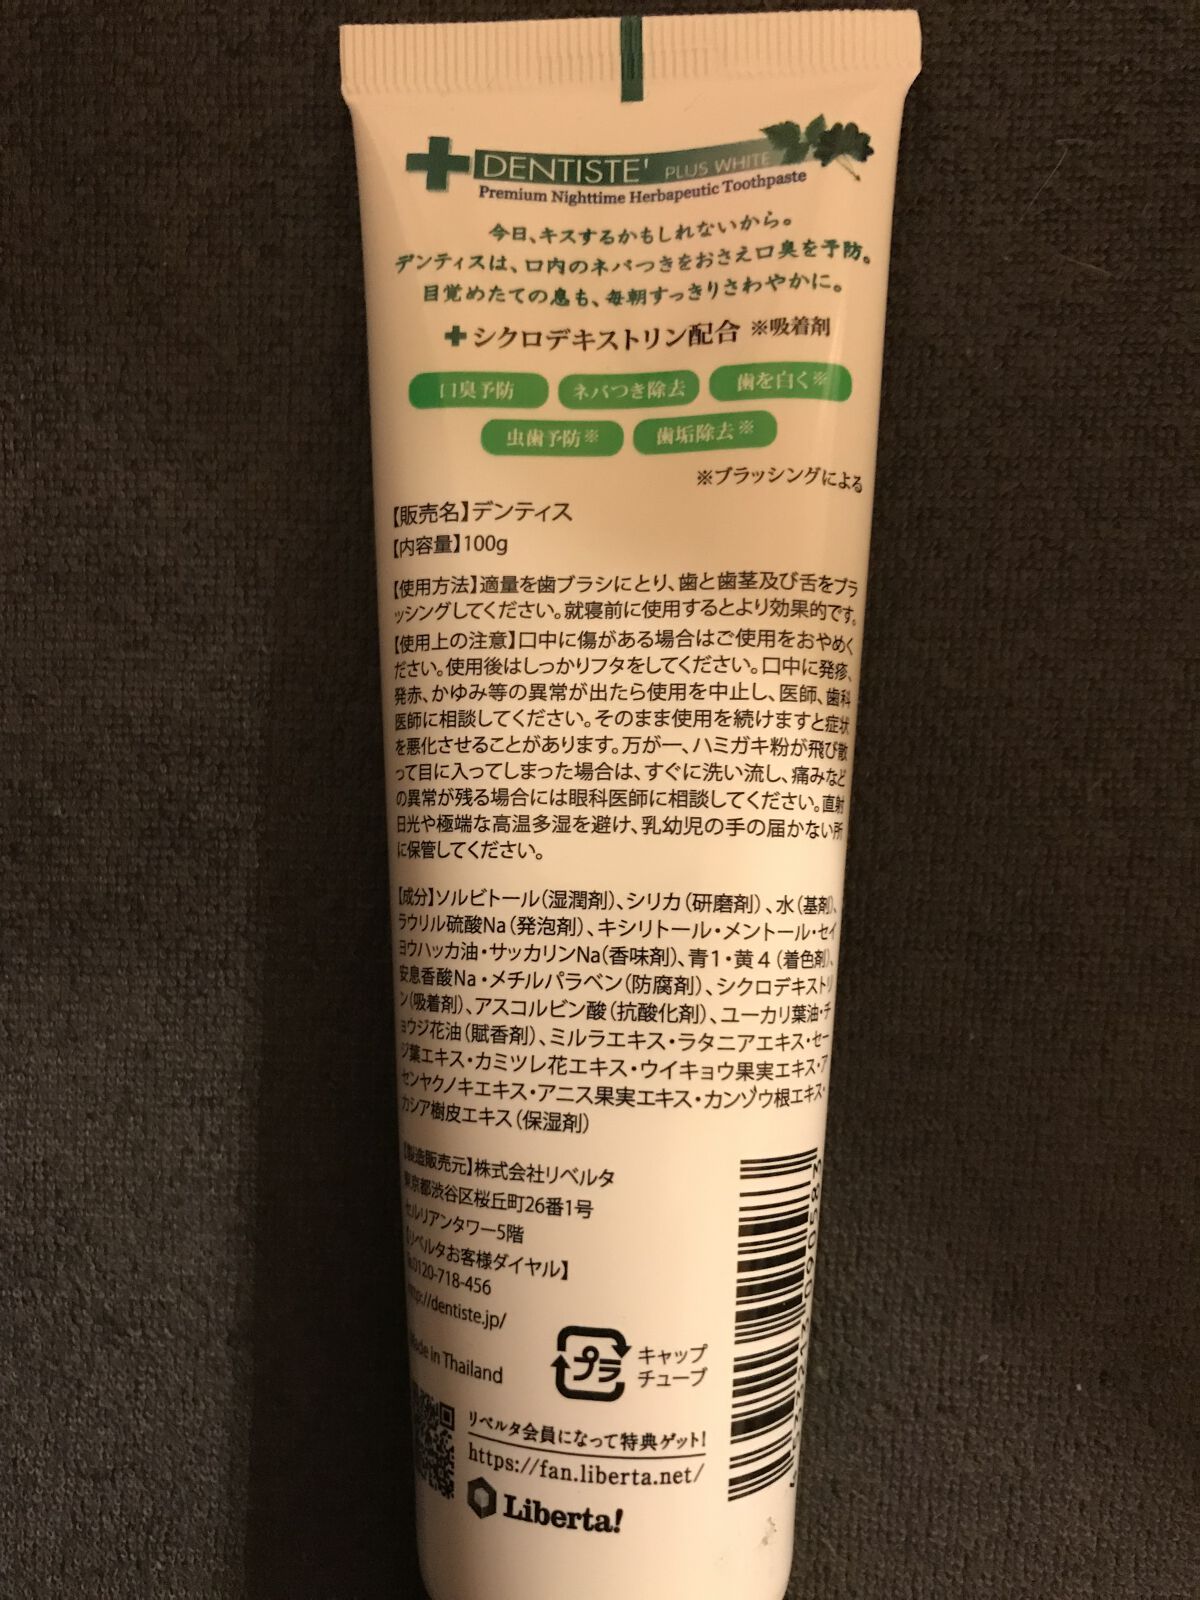 DENTISTE' PLUS WHITE
Premium Nighttime Herbapeutic Toothpaste
今日、キスするかもしれないから。
デンティスは、口内のネバつきをおさえ口臭を予防。
目覚めたての息も、毎朝すっきりさわやかに。
シクロデキストリン配合 ※吸着剤
口臭予防 ネバつき除去 歯を白く※
虫歯予防※ 歯垢除去※
※ブラッシングによる
【販売名】デンティス
【内容量】100g
【使用方法】適量を歯ブラシにとり、歯と歯茎及び舌をブラ
ッシングしてください。就寝前に使用するとより効果的です。
【使用上の注意】口中に傷がある場合はご使用をおやめく
ださい。使用後はしっかりフタをしてください。口中に発疹、
発赤、かゆみ等の異常が出たら使用を中止し、医師、歯科
医師に相談してください。そのまま使用を続けますと症状
を悪化させることがあります。万が一、ハミガキ粉が飛び散
って目に入ってしまった場合は、すぐに洗い流し、痛みなど
の異常が残る場合には眼科医師に相談してください。直射
日光や極端な高温多湿を避け、乳幼児の手の届かない所
に保管してください。
【成分】ソルビトール(湿潤剤)、シリカ(研磨剤)、水(基剤)、
ラウリル硫酸Na(発泡剤)、キシリトール・メントール・セイ
ヨウハッカ油・サッカリンNa(香味剤)、青1・黄4(着色剤)、
安息香酸Na・メチルパラベン(防腐剤)、シクロデキストリ
ン(吸着剤)、アスコルビン酸(抗酸化剤)、ユーカリ葉油・チ
ョウジ花油(賦香剤)、ミルラエキス・ラタニアエキス・セー
ジ葉エキス・カミツレ花エキス・ウイキョウ果実エキス・ア
センヤクノキエキス・アニス果実エキス・カンゾウ根エキス・
カシア樹皮エキス(保湿剤)
【製造販売元】株式会社リベルタ
東京都渋谷区桜丘町26番1号
セルリアンタワー5階
【リベルタお客様ダイヤル】
0120-718-456
http://dentiste.jp/
Made in Thailand
プラ
キャップ
チューブ
リベルタ会員になって特典ゲット!
https://fan.liberta.net/
Liberta!